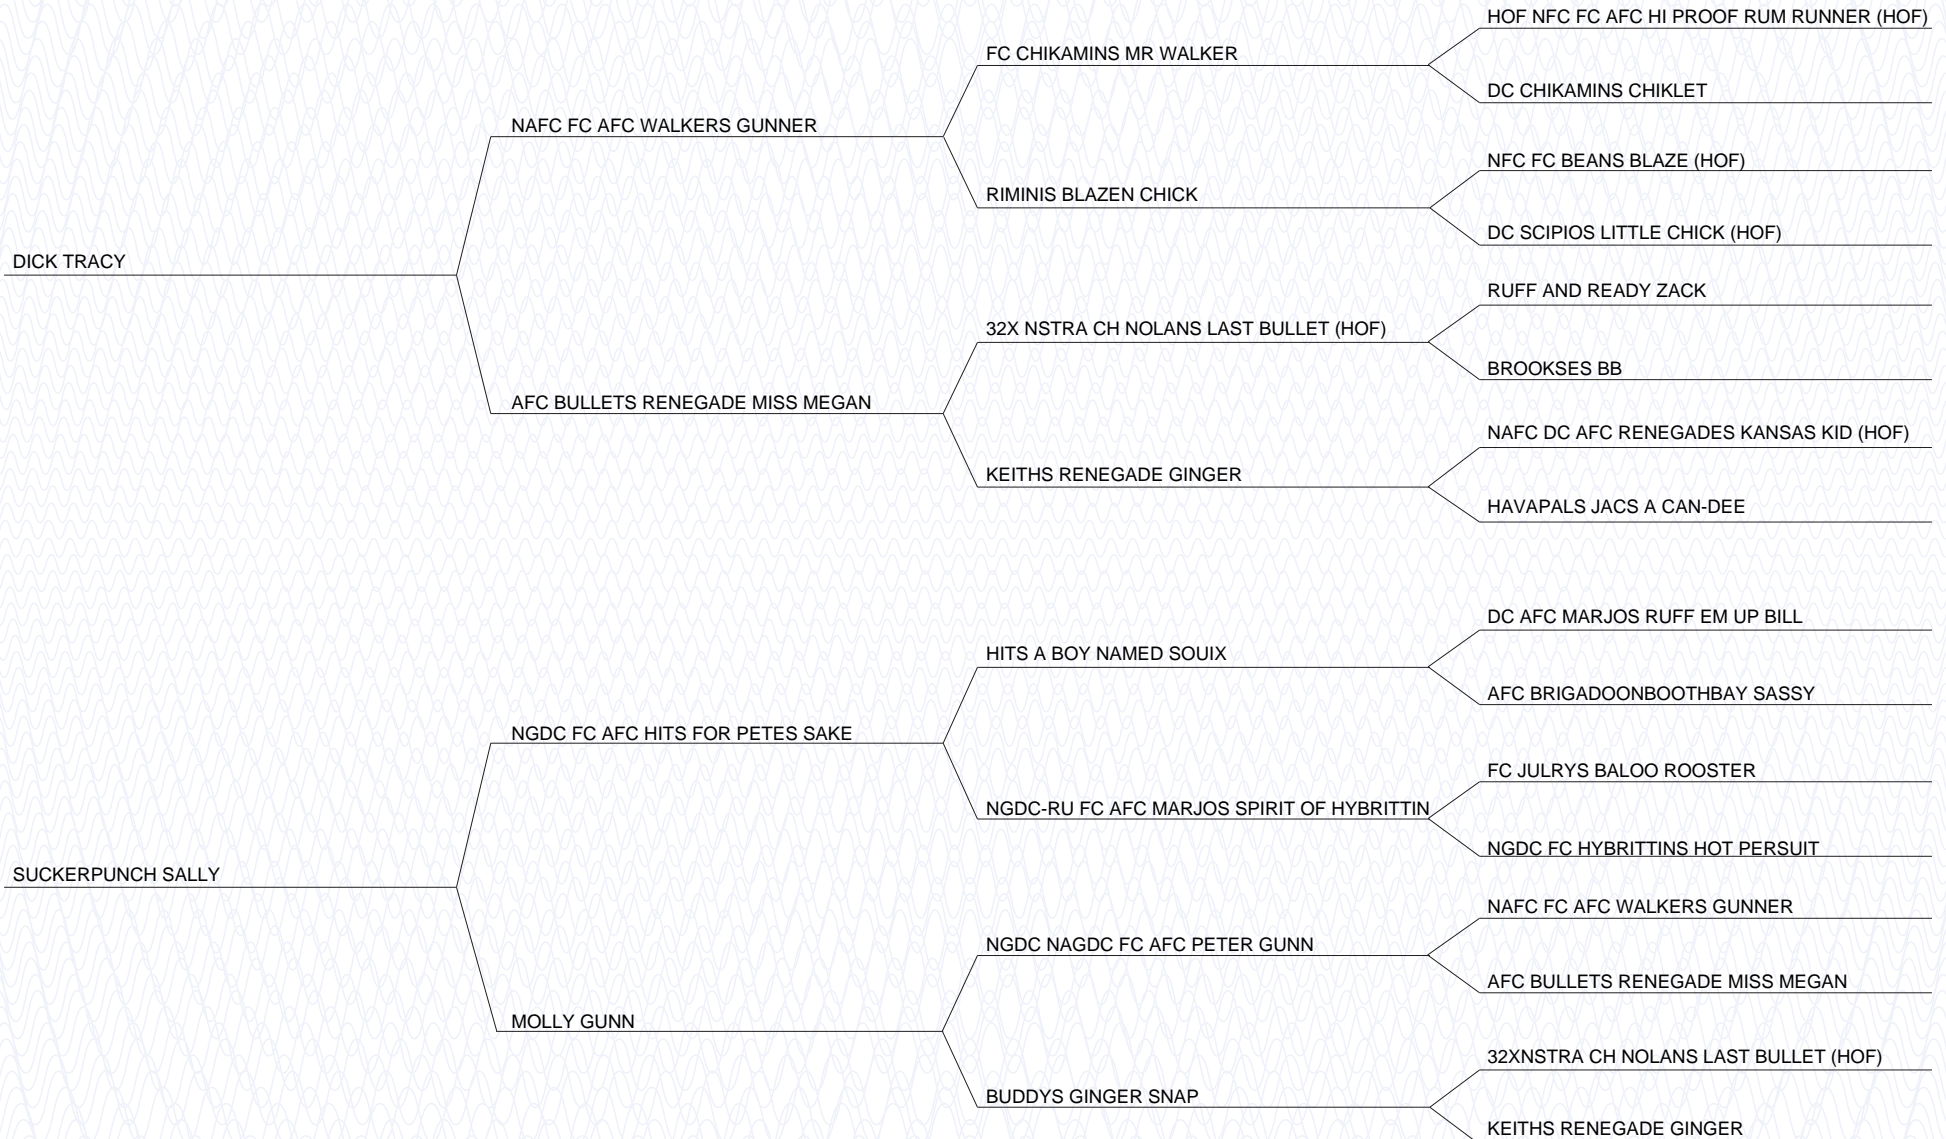 HOF NFC FC AFC HI PROOF RUM RUNNER (HOF)
FC CHIKAMINS MR WALKER
DC CHIKAMINS CHIKLET
NAFC FC AFC WALKERS GUNNER
NFC FC BEANS BLAZE (HOF)
RIMINIS BLAZEN CHICK
DC SCIPIOS LITTLE CHICK (HOF)
DICK TRACY
RUFF AND READY ZACK
32X NSTRA CH NOLANS LAST BULLET (HOF)
BROOKSES BB
AFC BULLETS RENEGADE MISS MEGAN
NAFC DC AFC RENEGADES KANSAS KID (HOF)
KEITHS RENEGADE GINGER
HAVAPALS JACS A CAN-DEE
DC AFC MARJOS RUFF EM UP BILL
HITS A BOY NAMED SOUIX
AFC BRIGADOONBOOTHBAY SASSY
NGDC FC AFC HITS FOR PETES SAKE
FC JULRYS BALOO ROOSTER
NGDC-RU FC AFC MARJOS SPIRIT OF HYBRITTIN
NGDC FC HYBRITTINS HOT PERSUIT
SUCKERPUNCH SALLY
NAFC FC AFC WALKERS GUNNER
NGDC NAGDC FC AFC PETER GUNN
AFC BULLETS RENEGADE MISS MEGAN
MOLLY GUNN
32XNSTRA CH NOLANS LAST BULLET (HOF)
BUDDYS GINGER SNAP
KEITHS RENEGADE GINGER